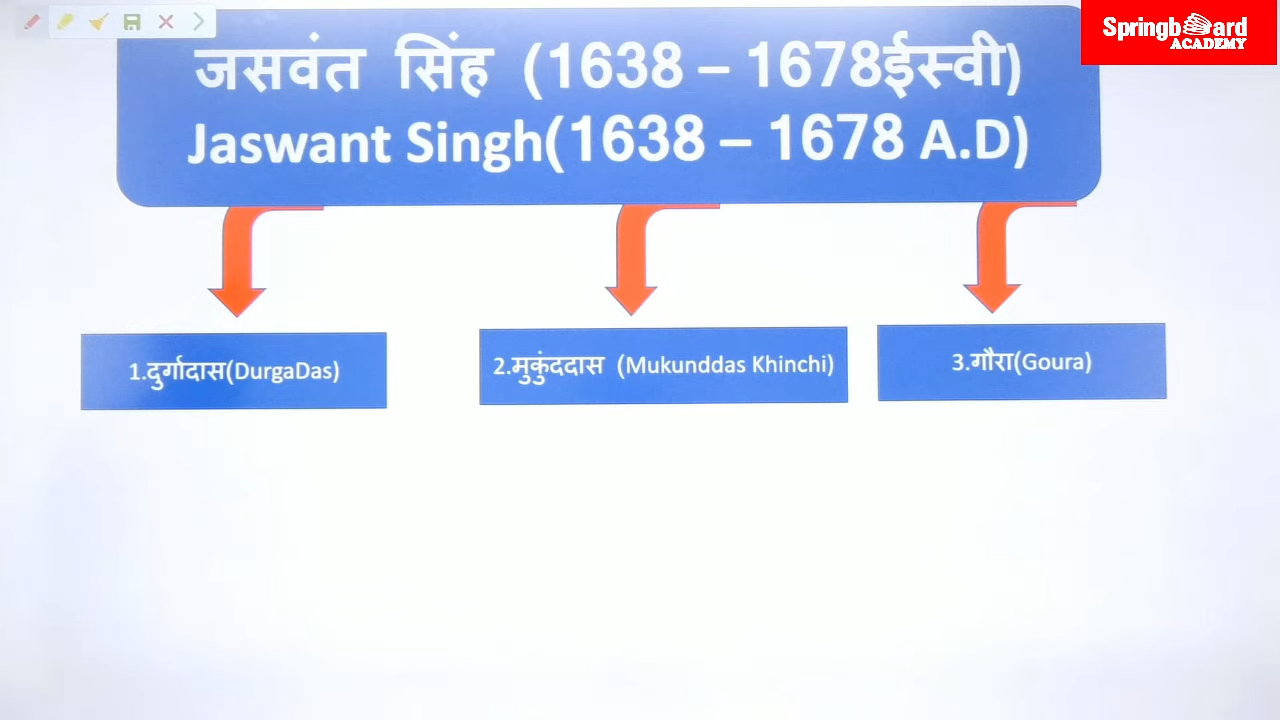 Springboard
ACADEMY
जसवंत सिंह (1638 – 1678ईस्वी)
Jaswant Singh(1638 – 1678 A.D)
1.दुर्गादास(DurgaDas)
2.मुकुंददास (Mukunddas Khinchi)
3.गौरा(Goura)